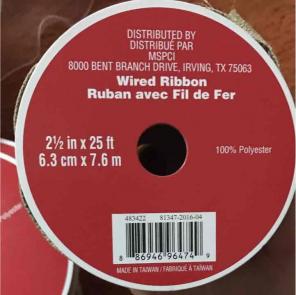 DISTRIBUTED BY
DISTRIBUÉ PAR
MSPCI
8000 BENT BRANCH DRIVE, IRVING, TX 75063
Wired Ribbon
Ruban avec Fil de Fer
2½ in x 25 ft
6.3 cm x 7.6 m
100% Polyester
483422 81347-2016-04
8 86946 96474 9
MADE IN TAIWAN / FABRIQUÉ À TAÏWAN
Polyester